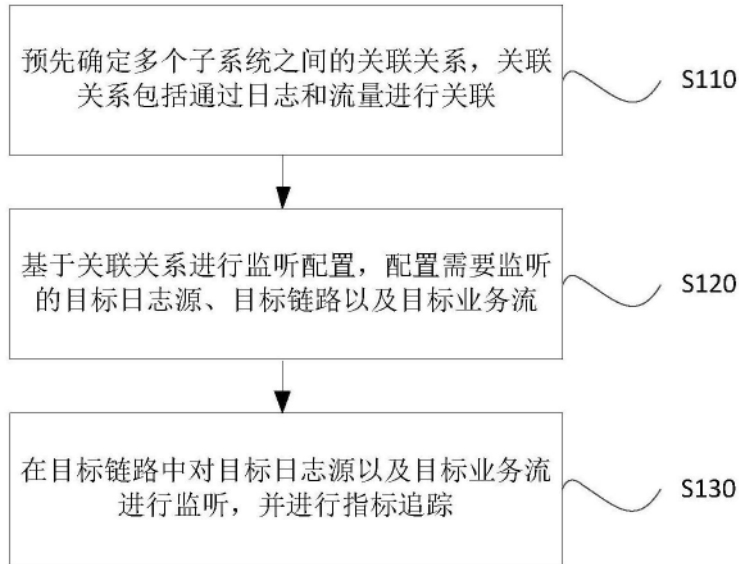 预先确定多个子系统之间的关联关系，关联
关系包括通过日志和流量进行关联
S110
基于关联关系进行监听配置，配置需要监听
的目标日志源、目标链路以及目标业务流
S120
在目标链路中对目标日志源以及目标业务流
进行监听，并进行指标追踪
S130